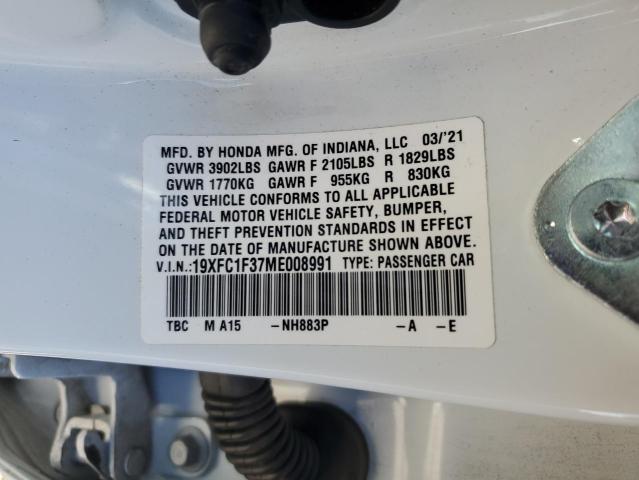 MFD. BY HONDA MFG. OF INDIANA, LLC 03/'21
GVWR 3902LBS GAWR F 2105LBS R 1829LBS
GVWR 1770KG GAWR F 955KG R 830KG
THIS VEHICLE CONFORMS TO ALL APPLICABLE
FEDERAL MOTOR VEHICLE SAFETY, BUMPER,
AND THEFT PREVENTION STANDARDS IN EFFECT
ON THE DATE OF MANUFACTURE SHOWN ABOVE.
V.I.N.:19XFC1F37ME008991 TYPE: PASSENGER CAR
TBC M A15 -NH883P -A -E